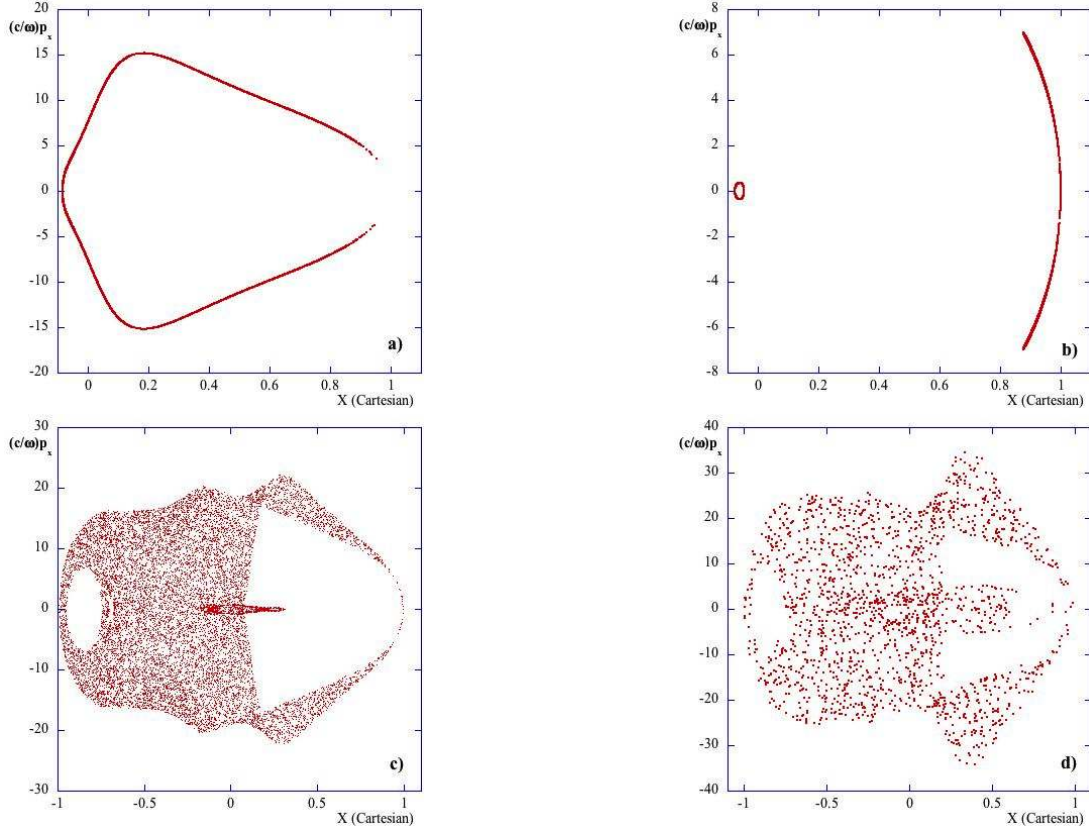 20
(c/ω)p_x
15
10
5
0
-5
-10
-15
-20
a)
0 0.2 0.4 0.6 0.8 1
X (Cartesian)
8
(c/ω)p_x
6
4
2
0
-2
-4
-6
-8
b)
0 0.2 0.4 0.6 0.8 1
X (Cartesian)
30
(c/ω)p_x
20
10
0
-10
-20
-30
c)
-1 -0.5 0 0.5 1
X (Cartesian)
40
(c/ω)p_x
30
20
10
0
-10
-20
-30
-40
d)
-1 -0.5 0 0.5 1
X (Cartesian)